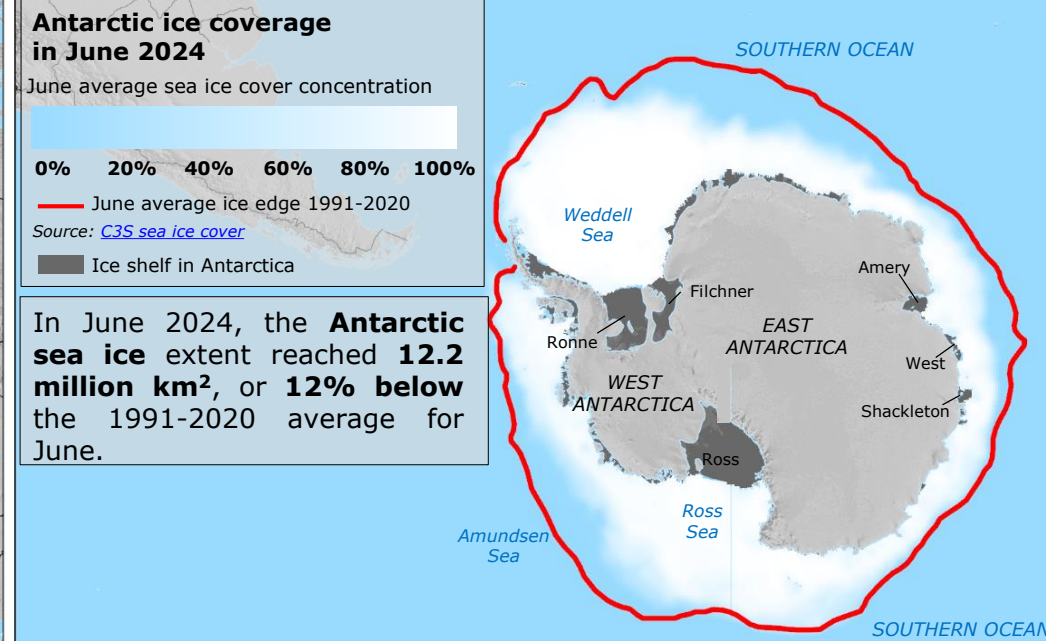 Antarctic ice coverage
in June 2024
June average sea ice cover concentration
0% 20% 40% 60% 80% 100%
June average ice edge 1991-2020
Source: C3S sea ice cover
Ice shelf in Antarctica
In June 2024, the Antarctic
sea ice extent reached 12.2
million km², or 12% below
the 1991-2020 average for
June.
SOUTHERN OCEAN
Weddell
Sea
Amery
Filchner
Ronne
EAST
ANTARCTICA
West
WEST
ANTARCTICA
Shackleton
Ross
Ross
Sea
Amundsen
Sea
SOUTHERN OCEAN